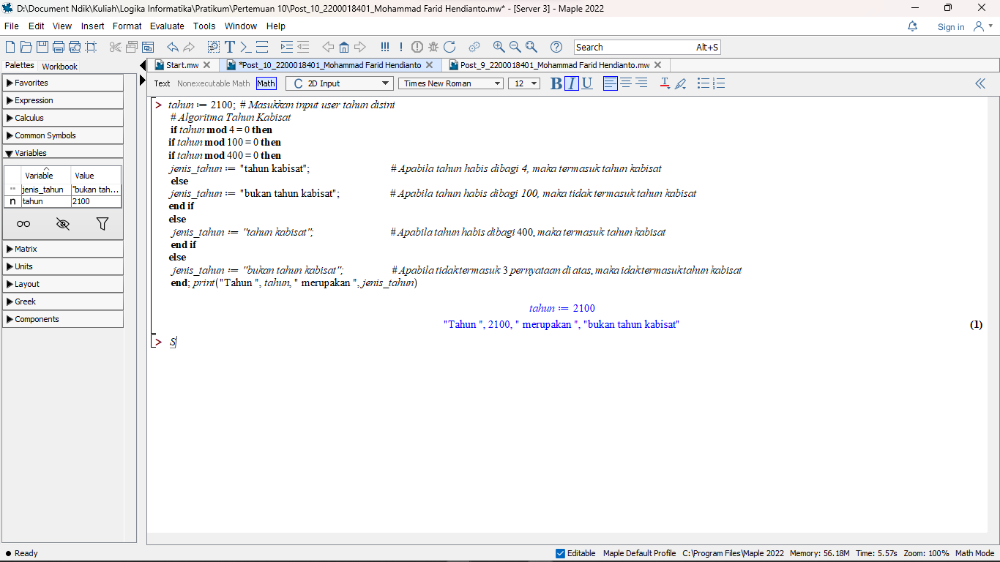 D:\Document Ndik\Kuliah\Logika Informatika\Pratikum\Pertemuan 10\Post_10_2200018401_Mohammad Farid Hendianto.mw* - [Server 3] - Maple 2022
File Edit View Insert Format Evaluate Tools Window Help
Sign in
Search Alt+S
Palettes Workbook
Start.mw *Post_10_2200018401_Mohammad Farid Hendianto Post_9_2200018401_Mohammad Farid Hendianto.mw
Text Nonexecutable Math Math C 2D Input Times New Roman 12 B I U
Favorites
Expression
Calculus
Common Symbols
Variables
Variable Value
jenis_tahun "bukan tah...
n tahun 2100
Matrix
Units
Layout
Greek
Components
> tahun := 2100; # Masukkan input user tahun disini
# Algoritma Tahun Kabisat
if tahun mod 4 = 0 then
if tahun mod 100 = 0 then
if tahun mod 400 = 0 then
jenis_tahun := "tahun kabisat"; # Apabila tahun habis dibagi 4, maka termasuk tahun kabisat
else
jenis_tahun := "bukan tahun kabisat"; # Apabila tahun habis dibagi 100, maka tidak termasuk tahun kabisat
end if
else
jenis_tahun := "tahun kabisat"; # Apabila tahun habis dibagi 400, maka termasuk tahun kabisat
end if
else
jenis_tahun := "bukan tahun kabisat"; # Apabila tidak termasuk 3 pernyataan di atas, maka idak termasuk tahun kabisat
end; print("Tahun ", tahun, " merupakan ", jenis_tahun)
tahun := 2100
"Tahun ", 2100, " merupakan ", "bukan tahun kabisat" (1)
> S
Ready
Editable Maple Default Profile C:\Program Files\Maple 2022 Memory: 56.18M Time: 5.57s Zoom: 100% Math Mode